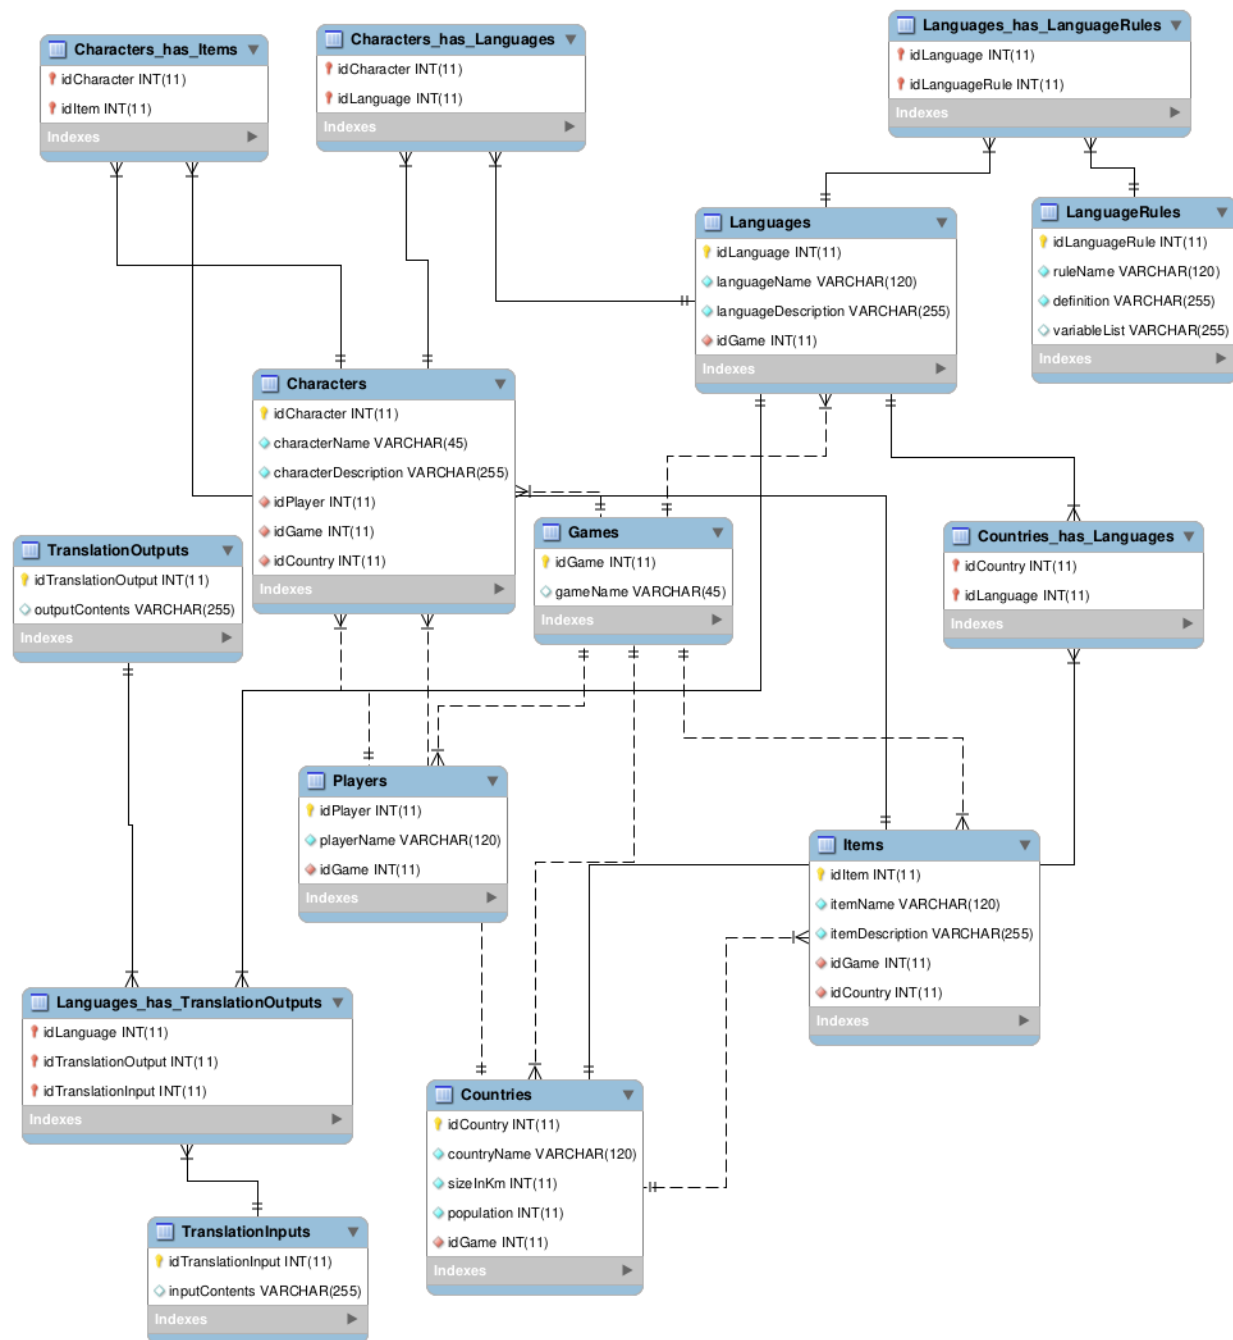 Characters_has_Items
idCharacter INT(11)
idItem INT(11)
Indexes
Characters_has_Languages
idCharacter INT(11)
idLanguage INT(11)
Indexes
Languages_has_LanguageRules
idLanguage INT(11)
idLanguageRule INT(11)
Indexes
Languages
idLanguage INT(11)
languageName VARCHAR(120)
languageDescription VARCHAR(255)
idGame INT(11)
Indexes
LanguageRules
idLanguageRule INT(11)
ruleName VARCHAR(120)
definition VARCHAR(255)
variableList VARCHAR(255)
Indexes
Characters
idCharacter INT(11)
characterName VARCHAR(45)
characterDescription VARCHAR(255)
idPlayer INT(11)
idGame INT(11)
idCountry INT(11)
Indexes
TranslationOutputs
idTranslationOutput INT(11)
outputContents VARCHAR(255)
Indexes
Games
idGame INT(11)
gameName VARCHAR(45)
Indexes
Countries_has_Languages
idCountry INT(11)
idLanguage INT(11)
Indexes
Players
idPlayer INT(11)
playerName VARCHAR(120)
idGame INT(11)
Indexes
Items
idItem INT(11)
itemName VARCHAR(120)
itemDescription VARCHAR(255)
idGame INT(11)
idCountry INT(11)
Indexes
Languages_has_TranslationOutputs
idLanguage INT(11)
idTranslationOutput INT(11)
idTranslationInput INT(11)
Indexes
Countries
idCountry INT(11)
countryName VARCHAR(120)
sizeInKm INT(11)
population INT(11)
idGame INT(11)
Indexes
TranslationInputs
idTranslationInput INT(11)
inputContents VARCHAR(255)
Indexes